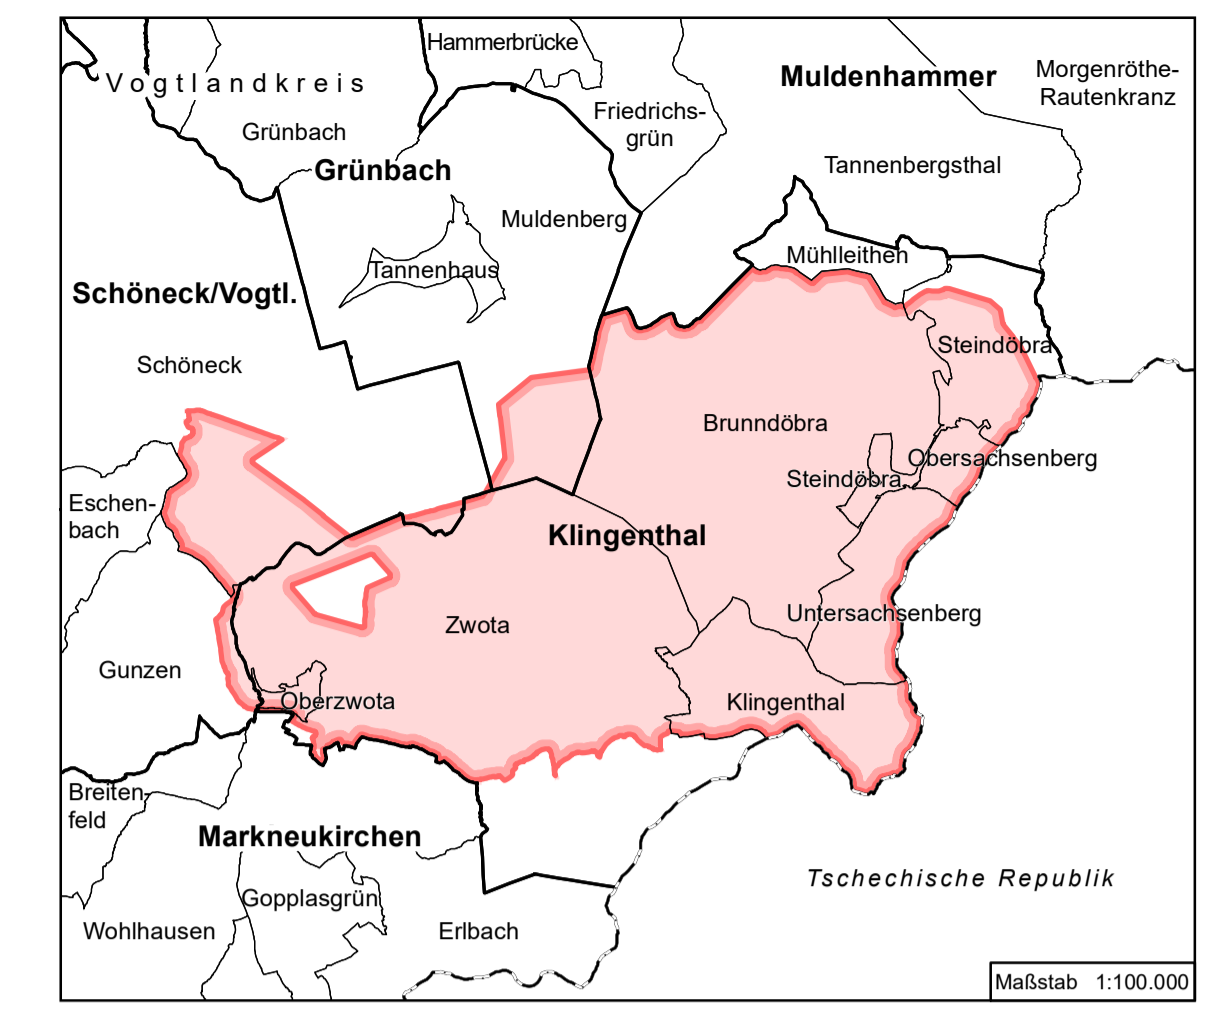 Hammerbrücke
Muldenhammer
Morgenröthe-
Rautenkranz
Vogtlandkreis
Friedrichs-
grün
Grünbach
Grünbach
Tannenbergsthal
Muldenberg
Mühlleithen
Tannenhaus
Schöneck/Vogtl.
Steindöbra
Schöneck
Brunndöbra
Obersachsenberg
Steindöbra
Eschen-
bach
Klingenthal
Untersachsenberg
Zwota
Gunzen
Oberzwota
Klingenthal
Breiten-
feld
Markneukirchen
Tschechische Republik
Gopplasgrün
Wohlhausen
Erlbach
Maßstab 1:100.000